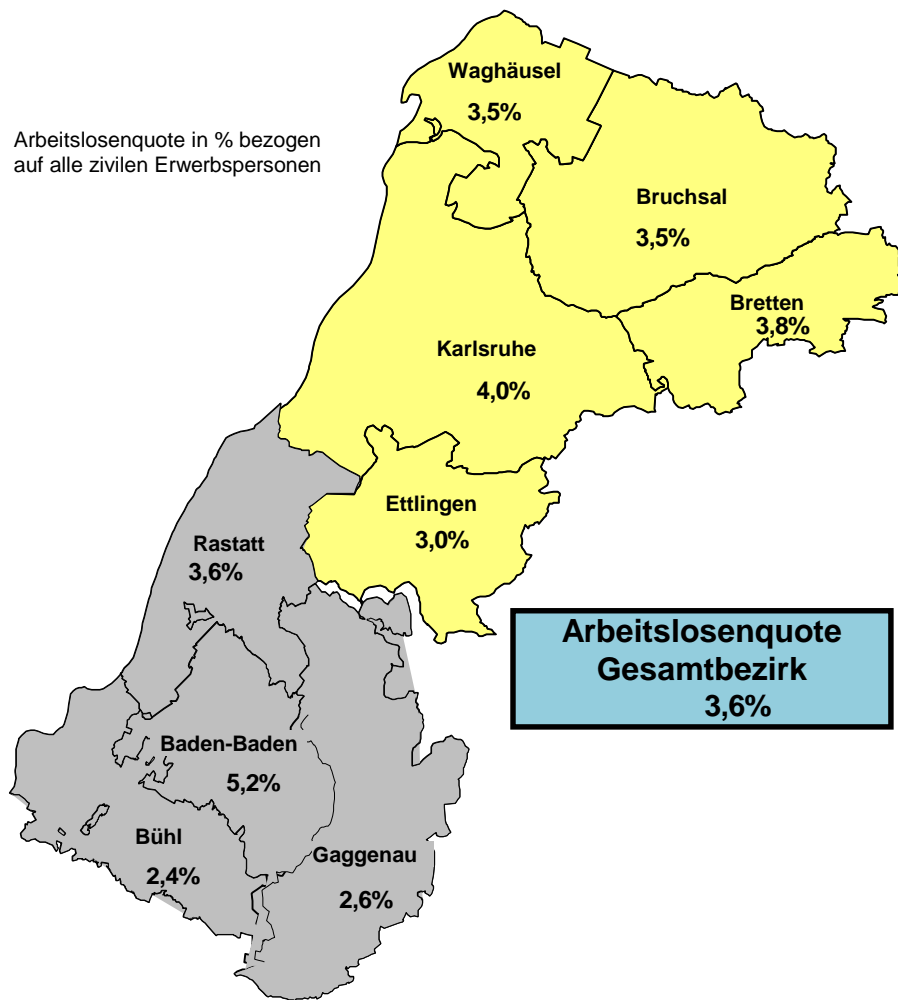 Waghäusel
3,5%
Arbeitslosenquote in % bezogen
auf alle zivilen Erwerbspersonen
Bruchsal
3,5%
Bretten
3,8%
Karlsruhe
4,0%
Ettlingen
3,0%
Rastatt
3,6%
Arbeitslosenquote
Gesamtbezirk
3,6%
Baden-Baden
5,2%
Bühl
2,4%
Gaggenau
2,6%